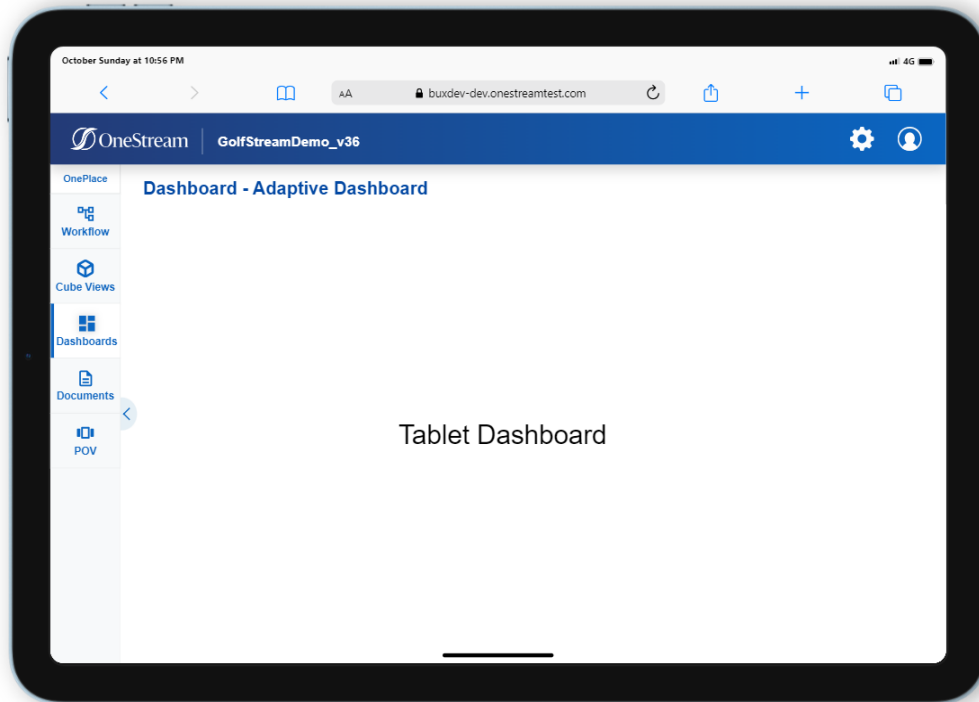 October Sunday at 10:56 PM
4G
AA
buxdev-dev.onestreamtest.com
OneStream
GolfStreamDemo_v36
OnePlace
Dashboard - Adaptive Dashboard
Workflow
Cube Views
Dashboards
Documents
POV
Tablet Dashboard